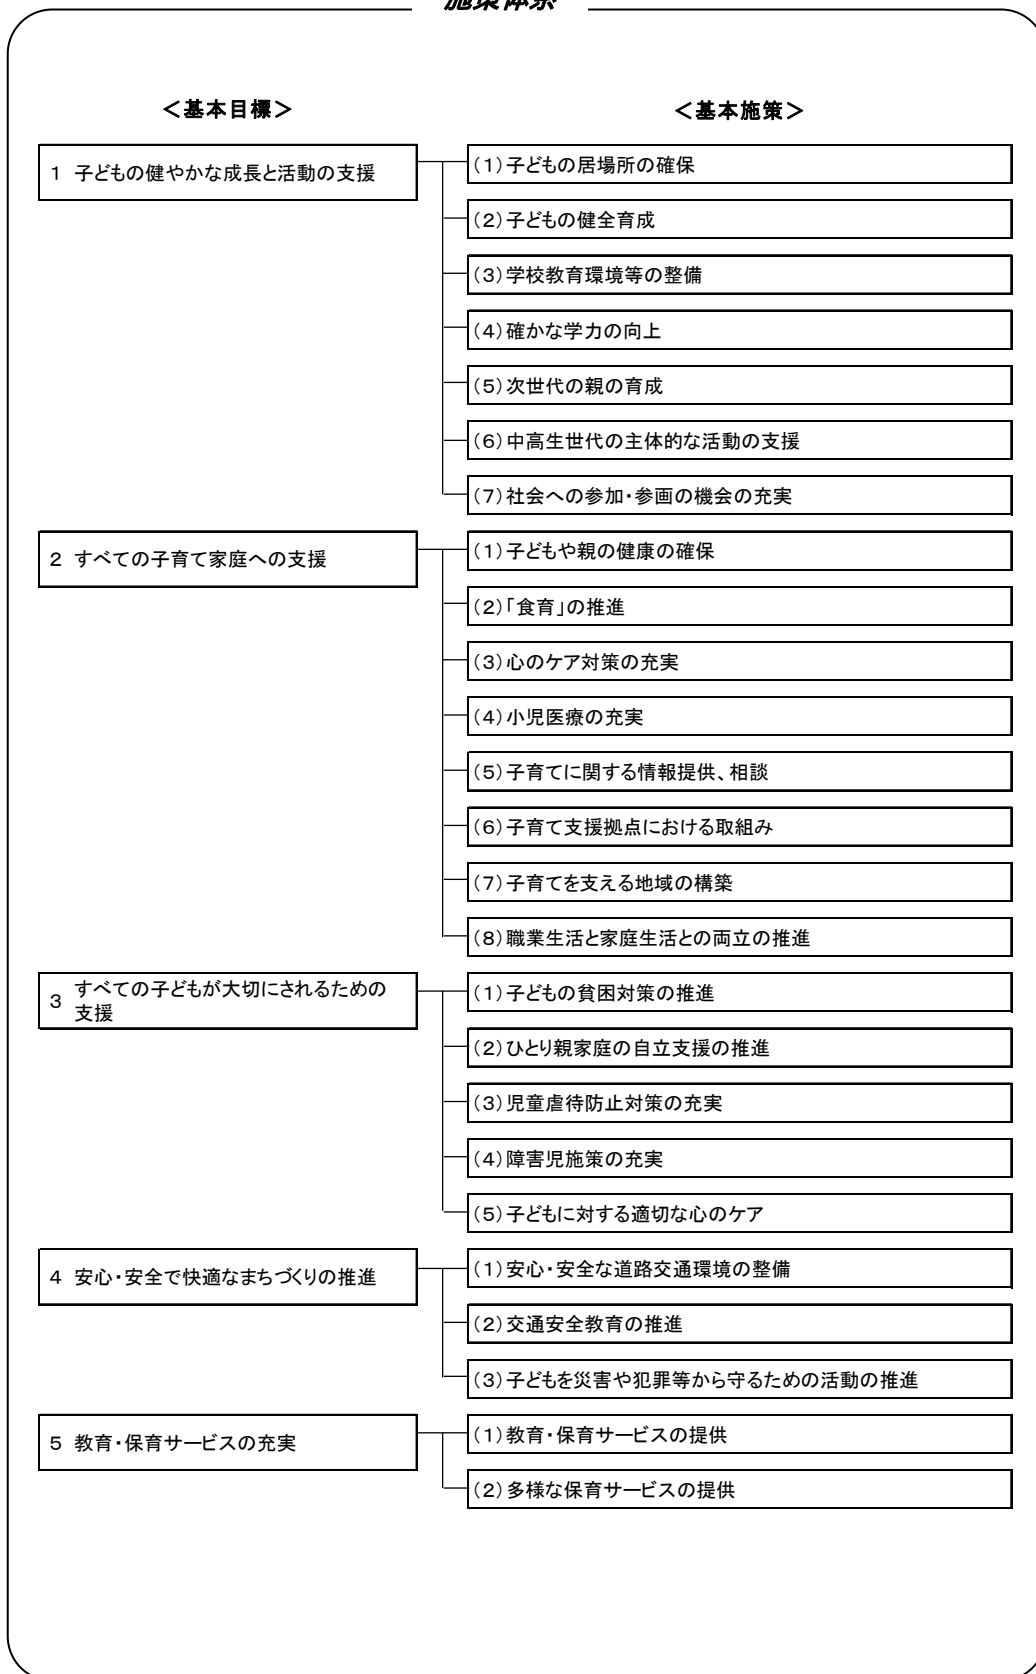 施策体系
＜基本目標＞
＜基本施策＞
1 子どもの健やかな成長と活動の支援
（1）子どもの居場所の確保
（2）子どもの健全育成
（3）学校教育環境等の整備
（4）確かな学力の向上
（5）次世代の親の育成
（6）中高生世代の主体的な活動の支援
（7）社会への参加・参画の機会の充実
2 すべての子育て家庭への支援
（1）子どもや親の健康の確保
（2）「食育」の推進
（3）心のケア対策の充実
（4）小児医療の充実
（5）子育てに関する情報提供、相談
（6）子育て支援拠点における取組み
（7）子育てを支える地域の構築
（8）職業生活と家庭生活との両立の推進
3 すべての子どもが大切にされるための
支援
（1）子どもの貧困対策の推進
（2）ひとり親家庭の自立支援の推進
（3）児童虐待防止対策の充実
（4）障害児施策の充実
（5）子どもに対する適切な心のケア
4 安心・安全で快適なまちづくりの推進
（1）安心・安全な道路交通環境の整備
（2）交通安全教育の推進
（3）子どもを災害や犯罪等から守るための活動の推進
5 教育・保育サービスの充実
（1）教育・保育サービスの提供
（2）多様な保育サービスの提供